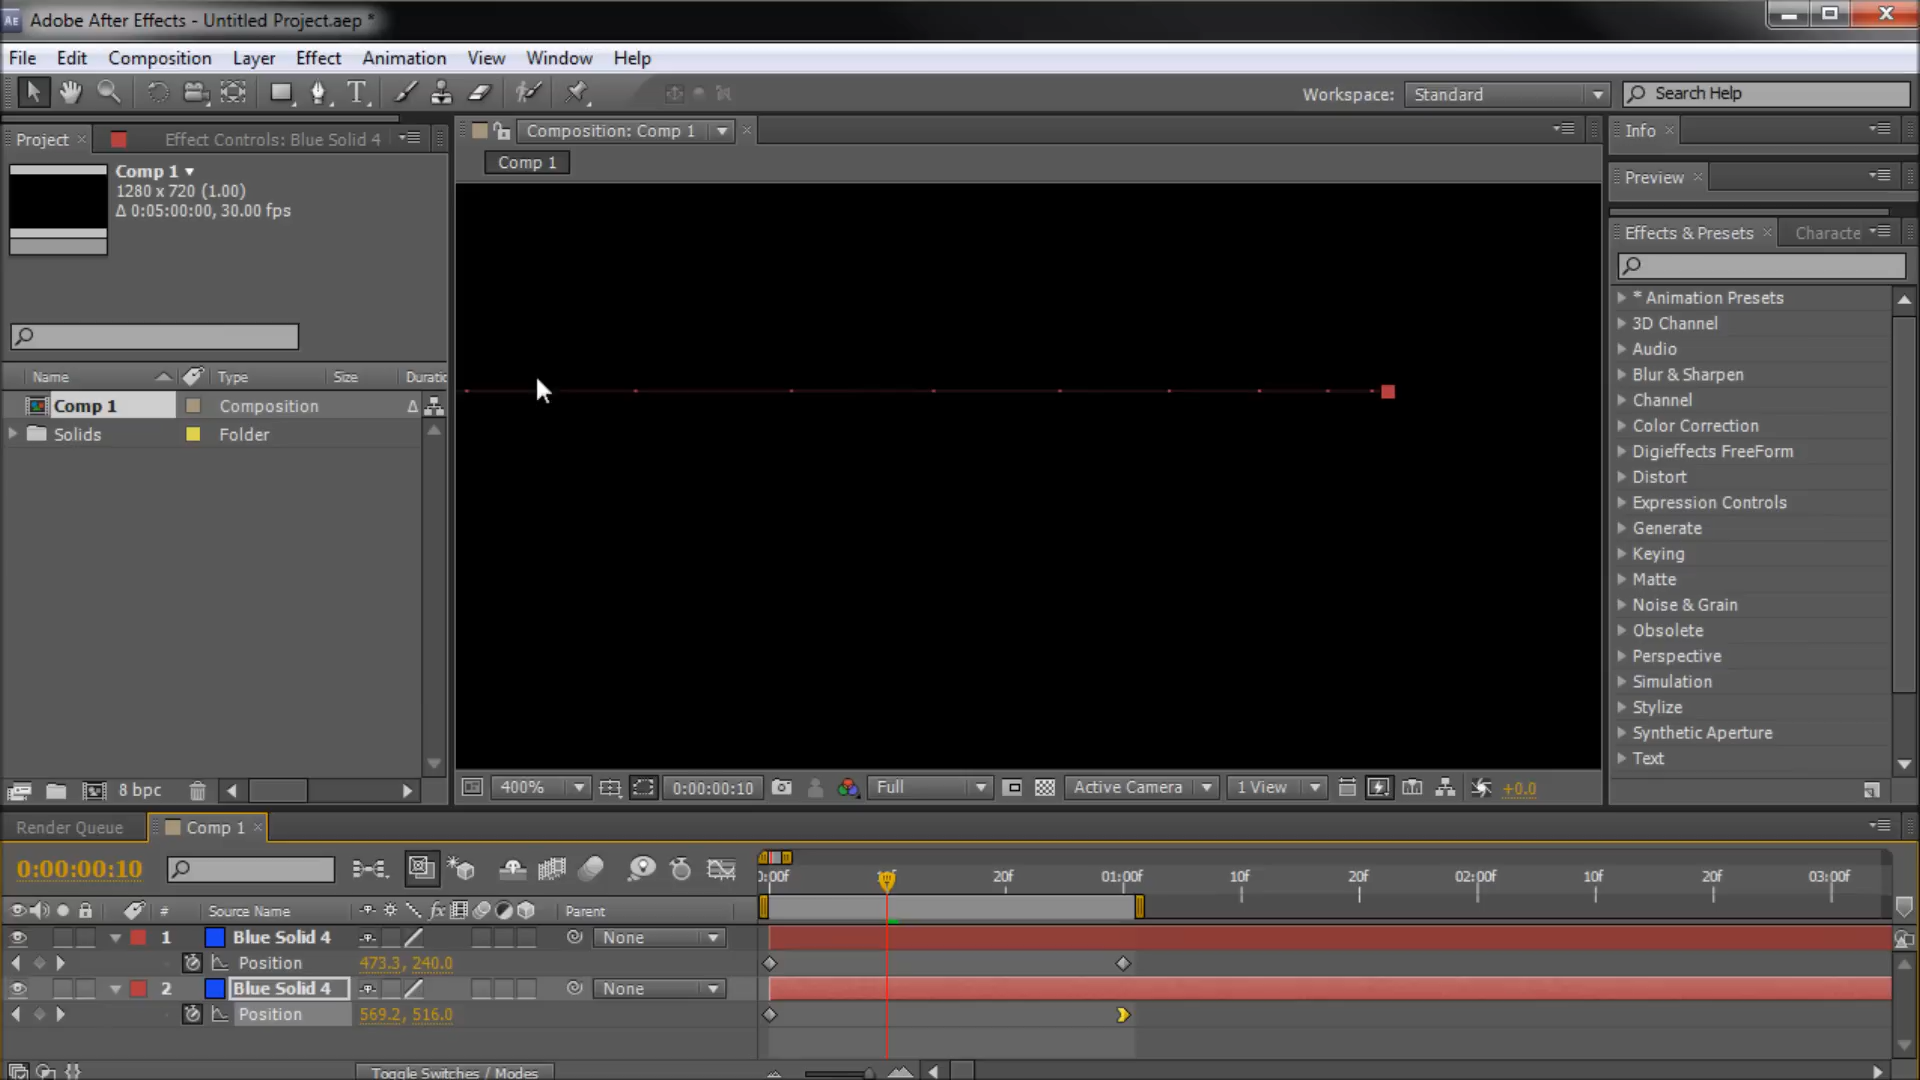 Adobe After Effects - Untitled Project.aep *
File Edit Composition Layer Effect Animation View Window Help
Workspace: Standard Search Help
Project Effect Controls: Blue Solid 4
Composition: Comp 1
Info
Comp 1
Comp 1
1280 x 720 (1.00)
Δ 0:05:00:00, 30.00 fps
Preview
Effects & Presets Characte
* Animation Presets
3D Channel
Audio
Blur & Sharpen
Channel
Color Correction
Digieffects FreeForm
Distort
Expression Controls
Generate
Keying
Matte
Noise & Grain
Obsolete
Perspective
Simulation
Stylize
Synthetic Aperture
Text
Name Type Size Duratic
Comp 1 Composition
Solids Folder
8 bpc
400% 0:00:00:10 Full Active Camera 1 View +0.0
Render Queue Comp 1
0:00:00:10
):00f 20f 01:00f 10f 20f 02:00f 10f 20f 03:00f
# Source Name Parent
1 Blue Solid 4 None
Position 473.3, 240.0
2 Blue Solid 4 None
Position 569.2, 516.0
Toggle Switches / Modes